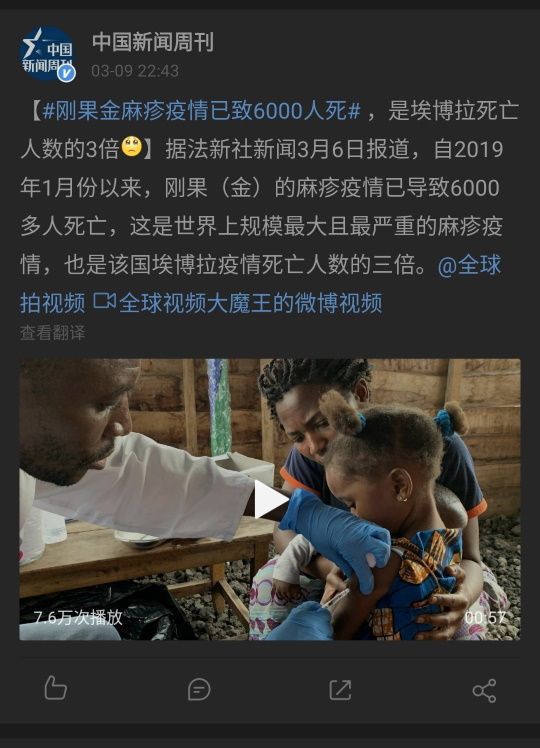 中国
新闻周刊
中国新闻周刊
03-09 22:43
【#刚果金麻疹疫情已致6000人死# ，是埃博拉死亡
人数的3倍🙁】据法新社新闻3月6日报道，自2019
年1月份以来，刚果（金）的麻疹疫情已导致6000
多人死亡，这是世界上规模最大且最严重的麻疹疫
情，也是该国埃博拉疫情死亡人数的三倍。@全球
拍视频 全球视频大魔王的微博视频
查看翻译
7.6万次播放
00:57